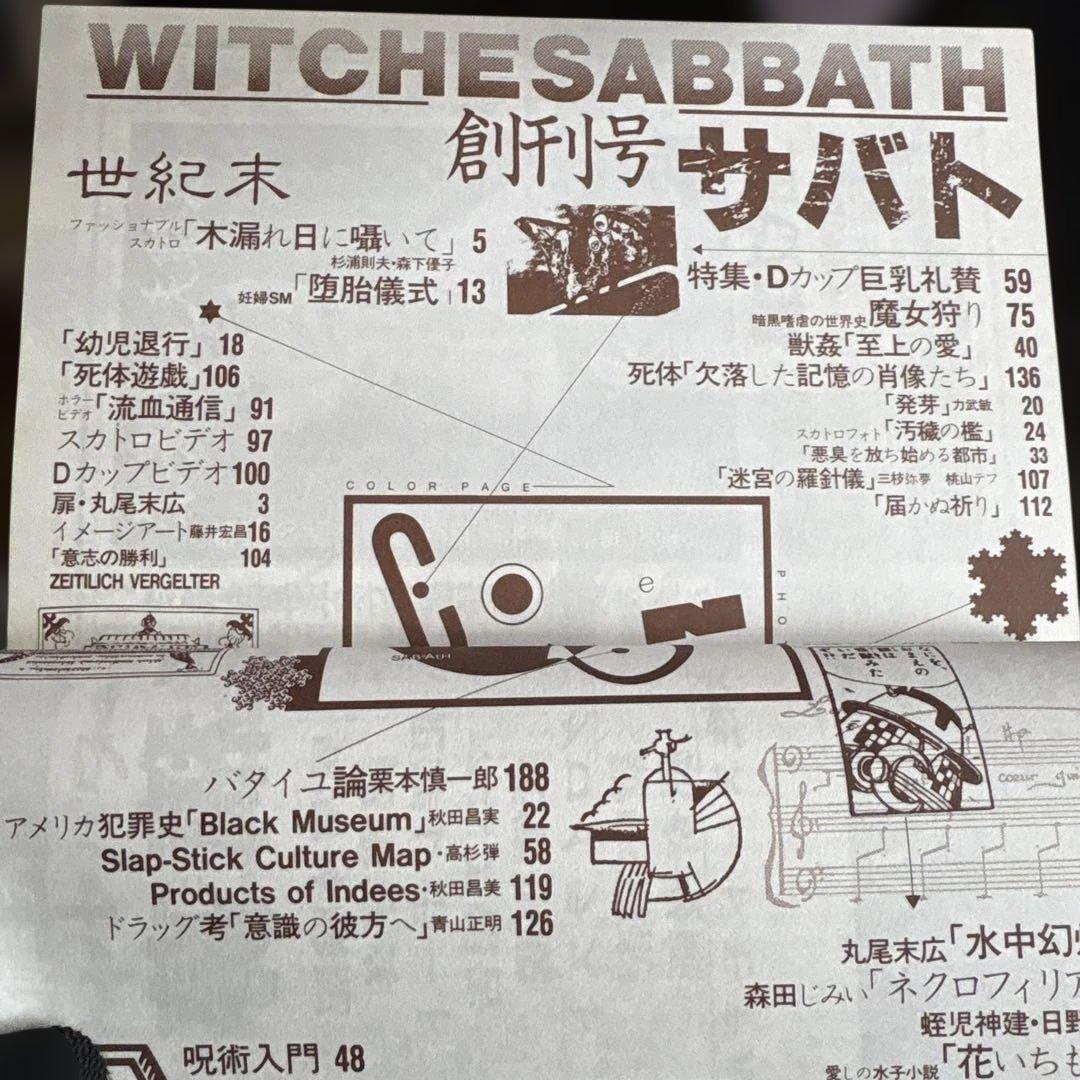 WITCHESABBATH
創刊号
サバト
世紀末
ファッショナブルスカトロ「木漏れ日に囁いて」 5
杉浦則夫・森下優子
妊婦SM「堕胎儀式」13
「幼児退行」 18
「死体遊戯」106
ホラービデオ「流血通信」 91
スカトロビデオ 97
Dカップビデオ100
扉・丸尾末広 3
イメージアート藤井宏昌16
「意志の勝利」 104
ZEITILICH VERGELTER
特集・Dカップ巨乳礼賛 59
暗黒嗜虐の世界史魔女狩り 75
獣姦「至上の愛」 40
死体「欠落した記憶の肖像たち」 136
「発芽」力武敏 20
スカトロフォト「汚穢の檻」 24
「悪臭を放ち始める都市」 33
「迷宮の羅針儀」三枝弥夢 桃山テフ 107
「届かぬ祈り」 112
COLOR PAGE
e
PHO
SABBAtH
バタイユ論栗本慎一郎188
アメリカ犯罪史「Black Museum」秋田昌実 22
Slap-Stick Culture Map・高杉弾 58
Products of Indees・秋田昌美 119
ドラッグ考「意識の彼方へ」青山正明 126
呪術入門 48
coeur
丸尾末広「水中幻
森田じみい「ネクロフィリア
蛭児神建・日野
愛しの水子小説「花いちも